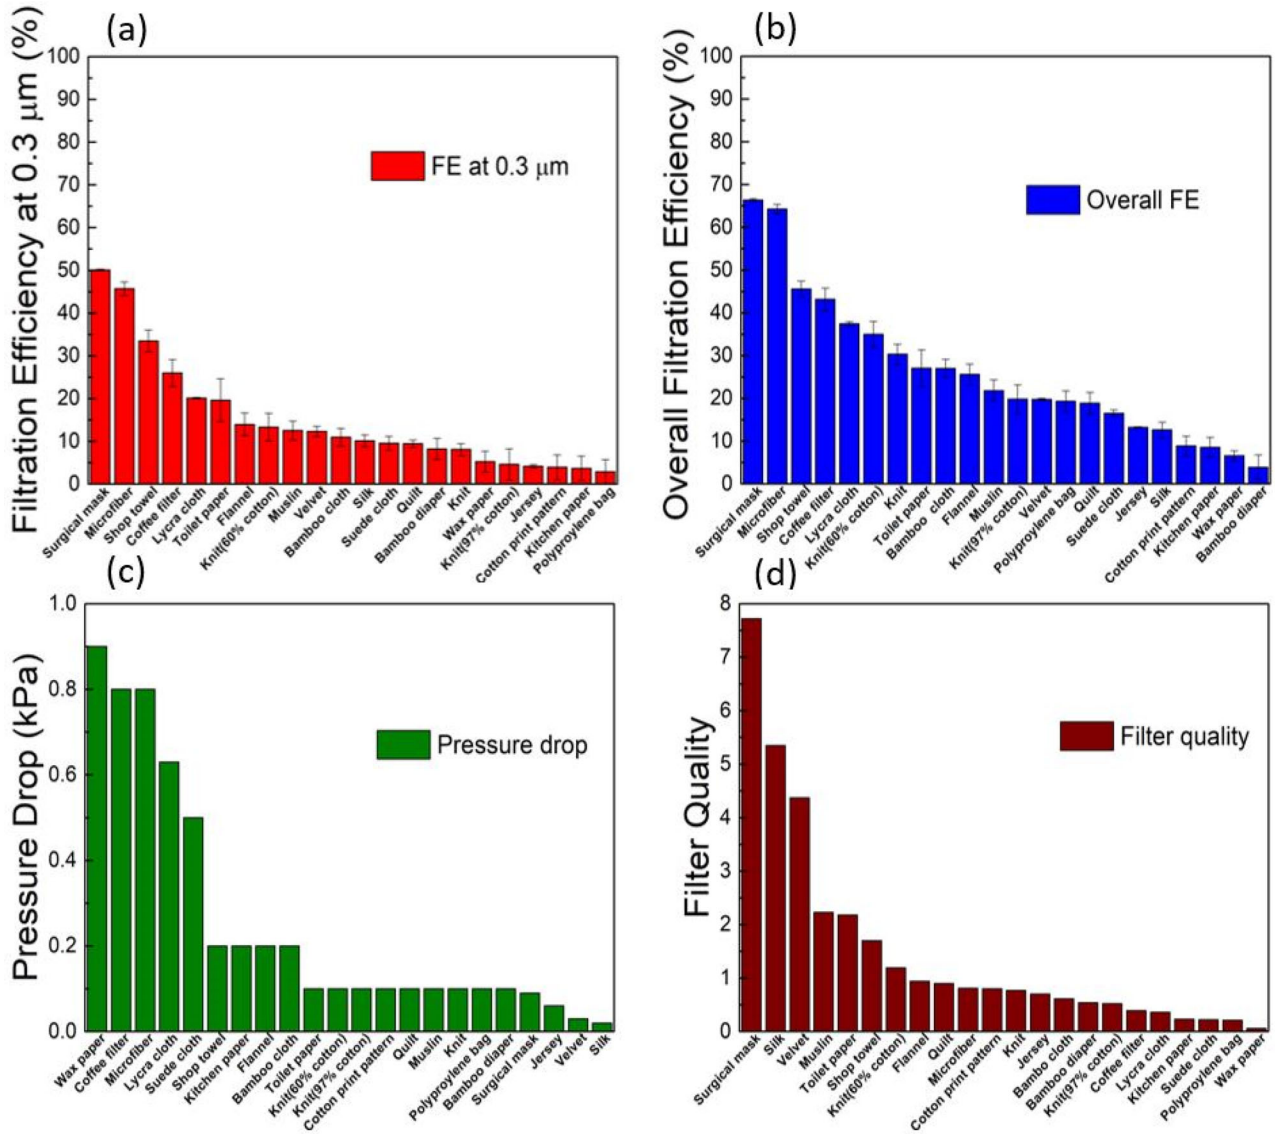 (a)
Filtration Efficiency at 0.3 μm (%)
100
90
80
70
60
50
40
30
20
10
0
FE at 0.3 μm
Surgical mask
Microfiber
Shop towel
Coffee filter
Lycra cloth
Toilet paper
Flannel
Knit(60% cotton)
Muslin
Velvet
Bamboo cloth
Silk
Suede cloth
Quilt
Bamboo diaper
Knit
Wax paper
Knit(97% cotton)
Jersey
Cotton print pattern
Kitchen paper
Polyproylene bag
(b)
Overall Filtration Efficiency (%)
100
90
80
70
60
50
40
30
20
10
0
Overall FE
Surgical mask
Microfiber
Shop towel
Coffee filter
Lycra cloth
Knit(60% cotton)
Knit
Toilet paper
Bamboo cloth
Flannel
Muslin
Knit(97% cotton)
Velvet
Polyproylene bag
Quilt
Suede cloth
Jersey
Silk
Cotton print pattern
Kitchen paper
Wax paper
Bamboo diaper
(c)
Pressure Drop (kPa)
1.0
0.8
0.6
0.4
0.2
0.0
Pressure drop
Wax paper
Coffee filter
Microfiber
Lycra cloth
Suede cloth
Shop towel
Kitchen paper
Flannel
Bamboo cloth
Toilet paper
Knit(60% cotton)
Knit(97% cotton)
Cotton print pattern
Quilt
Muslin
Knit
Polyproylene bag
Bamboo diaper
Surgical mask
Jersey
Velvet
Silk
(d)
Filter Quality
8
7
6
5
4
3
2
1
0
Filter quality
Surgical mask
Silk
Velvet
Muslin
Toilet paper
Shop towel
Knit(60% cotton)
Flannel
Quilt
Microfiber
Cotton print pattern
Knit
Jersey
Bambo cloth
Bamboo diaper
Knit(97% cotton)
Coffee filter
Lycra cloth
Kitchen paper
Suede cloth
Polyproylene bag
Wax paper